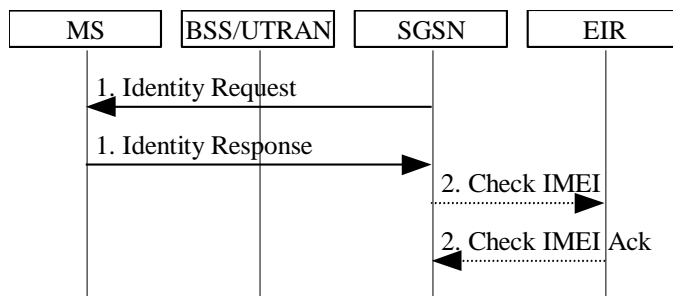 MS BSS/UTRAN SGSN EIR
1. Identity Request
1. Identity Response
2. Check IMEI
2. Check IMEI Ack